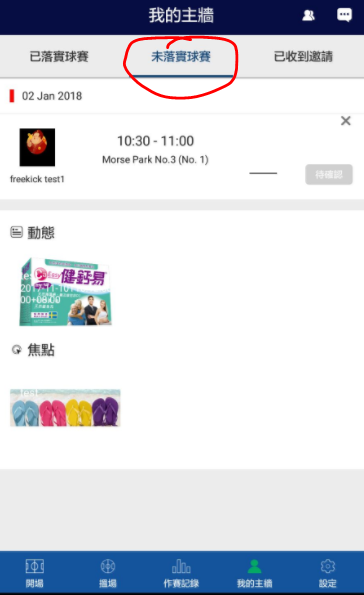 我的主牆
已落實球賽 未落實球賽 已收到邀請
02 Jan 2018
10:30 - 11:00
Morse Park No.3 (No. 1)
freekick test1
待確認
動態
健鈣易
焦點
開場 搵場 作賽記錄 我的主牆 設定